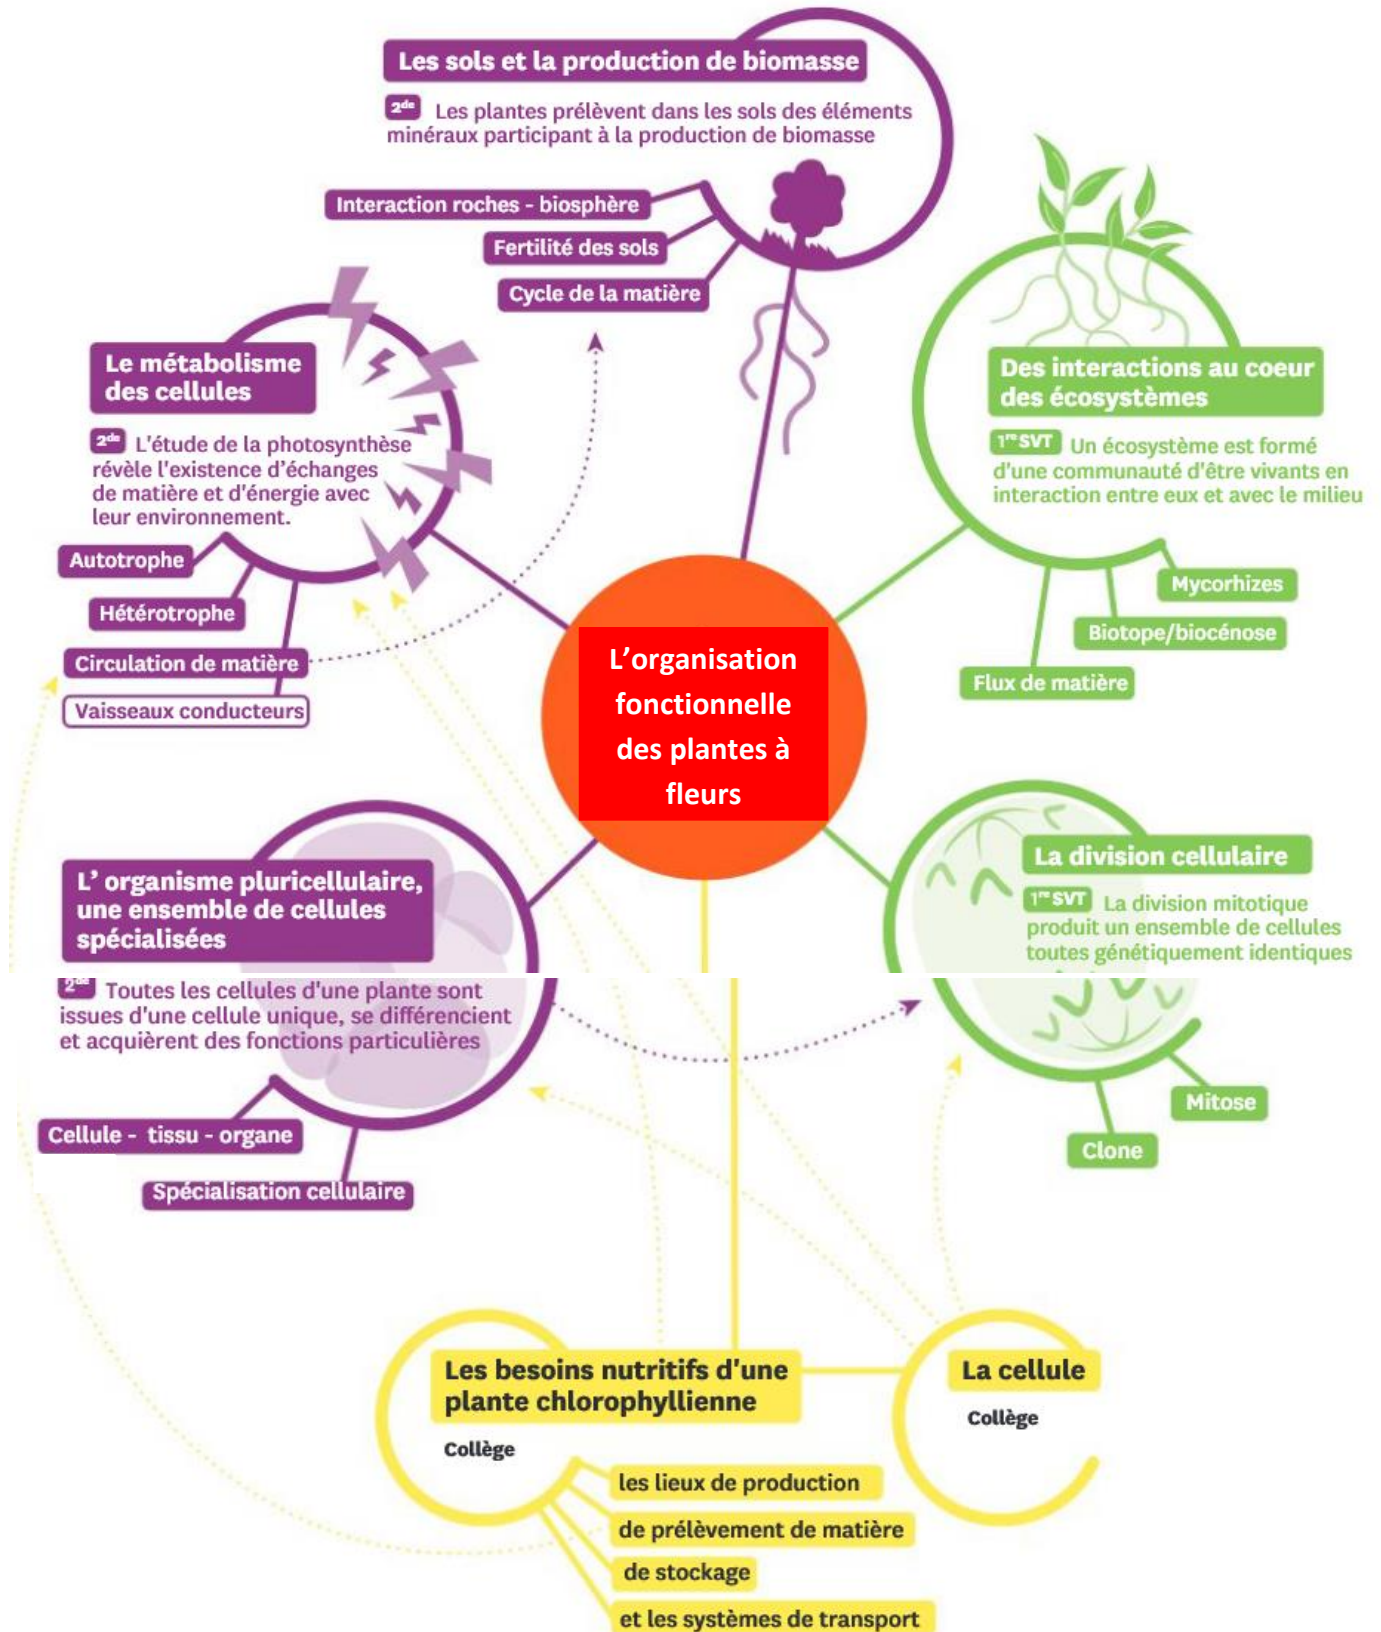 Les sols et la production de biomasse
2de Les plantes prélèvent dans les sols des éléments
minéraux participant à la production de biomasse
Interaction roches - biosphère
Fertilité des sols
Cycle de la matière
Le métabolisme
des cellules
2de L'étude de la photosynthèse
révèle l'existence d'échanges
de matière et d'énergie avec
leur environnement.
Autotrophe
Hétérotrophe
Circulation de matière
Vaisseaux conducteurs
Des interactions au coeur
des écosystèmes
1re SVT Un écosystème est formé
d'une communauté d'être vivants en
interaction entre eux et avec le milieu
Mycorhizes
Biotope/biocénose
Flux de matière
L'organisation
fonctionnelle
des plantes à
fleurs
L' organisme pluricellulaire,
une ensemble de cellules
spécialisées
2de Toutes les cellules d'une plante sont
issues d'une cellule unique, se différencient
et acquièrent des fonctions particulières
Cellule - tissu - organe
Spécialisation cellulaire
La division cellulaire
1re SVT La division mitotique
produit un ensemble de cellules
toutes génétiquement identiques
Mitose
Clone
Les besoins nutritifs d'une
plante chlorophyllienne
Collège
les lieux de production
de prélèvement de matière
de stockage
et les systèmes de transport
La cellule
Collège